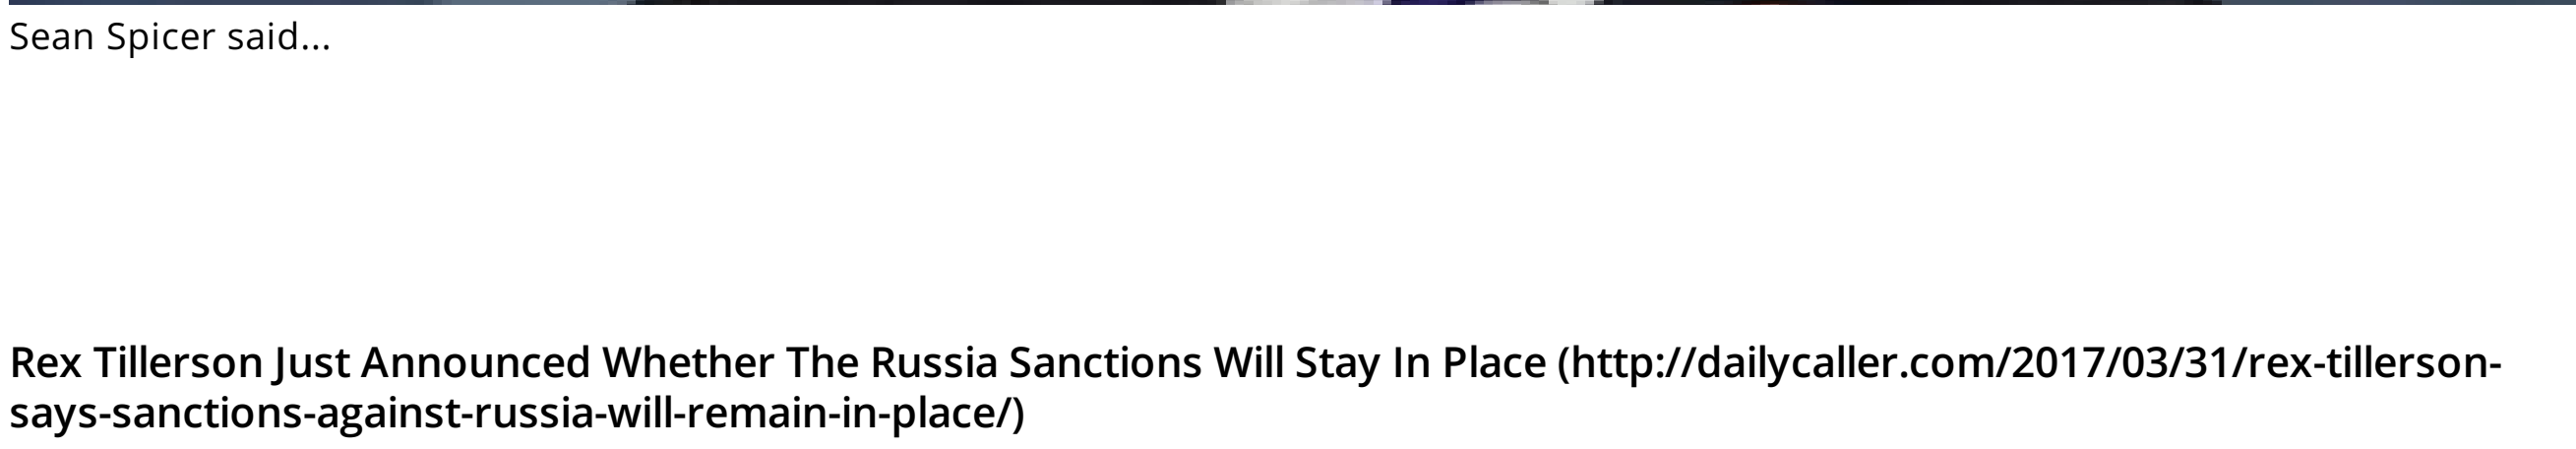 Sean Spicer said...
Rex Tillerson Just Announced Whether The Russia Sanctions Will Stay In Place (http://dailycaller.com/2017/03/31/rex-tillerson-
says-sanctions-against-russia-will-remain-in-place/)